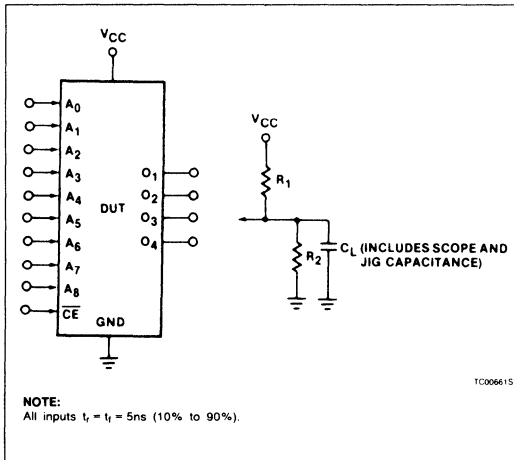 VCC
A0
A1
A2
A3
A4
A5
A6
A7
A8
CE
DUT
O1
O2
O3
O4
GND
VCC
R1
R2
CL (INCLUDES SCOPE AND
JIG CAPACITANCE)
TC00661S
NOTE:
All inputs tr = tf = 5ns (10% to 90%).